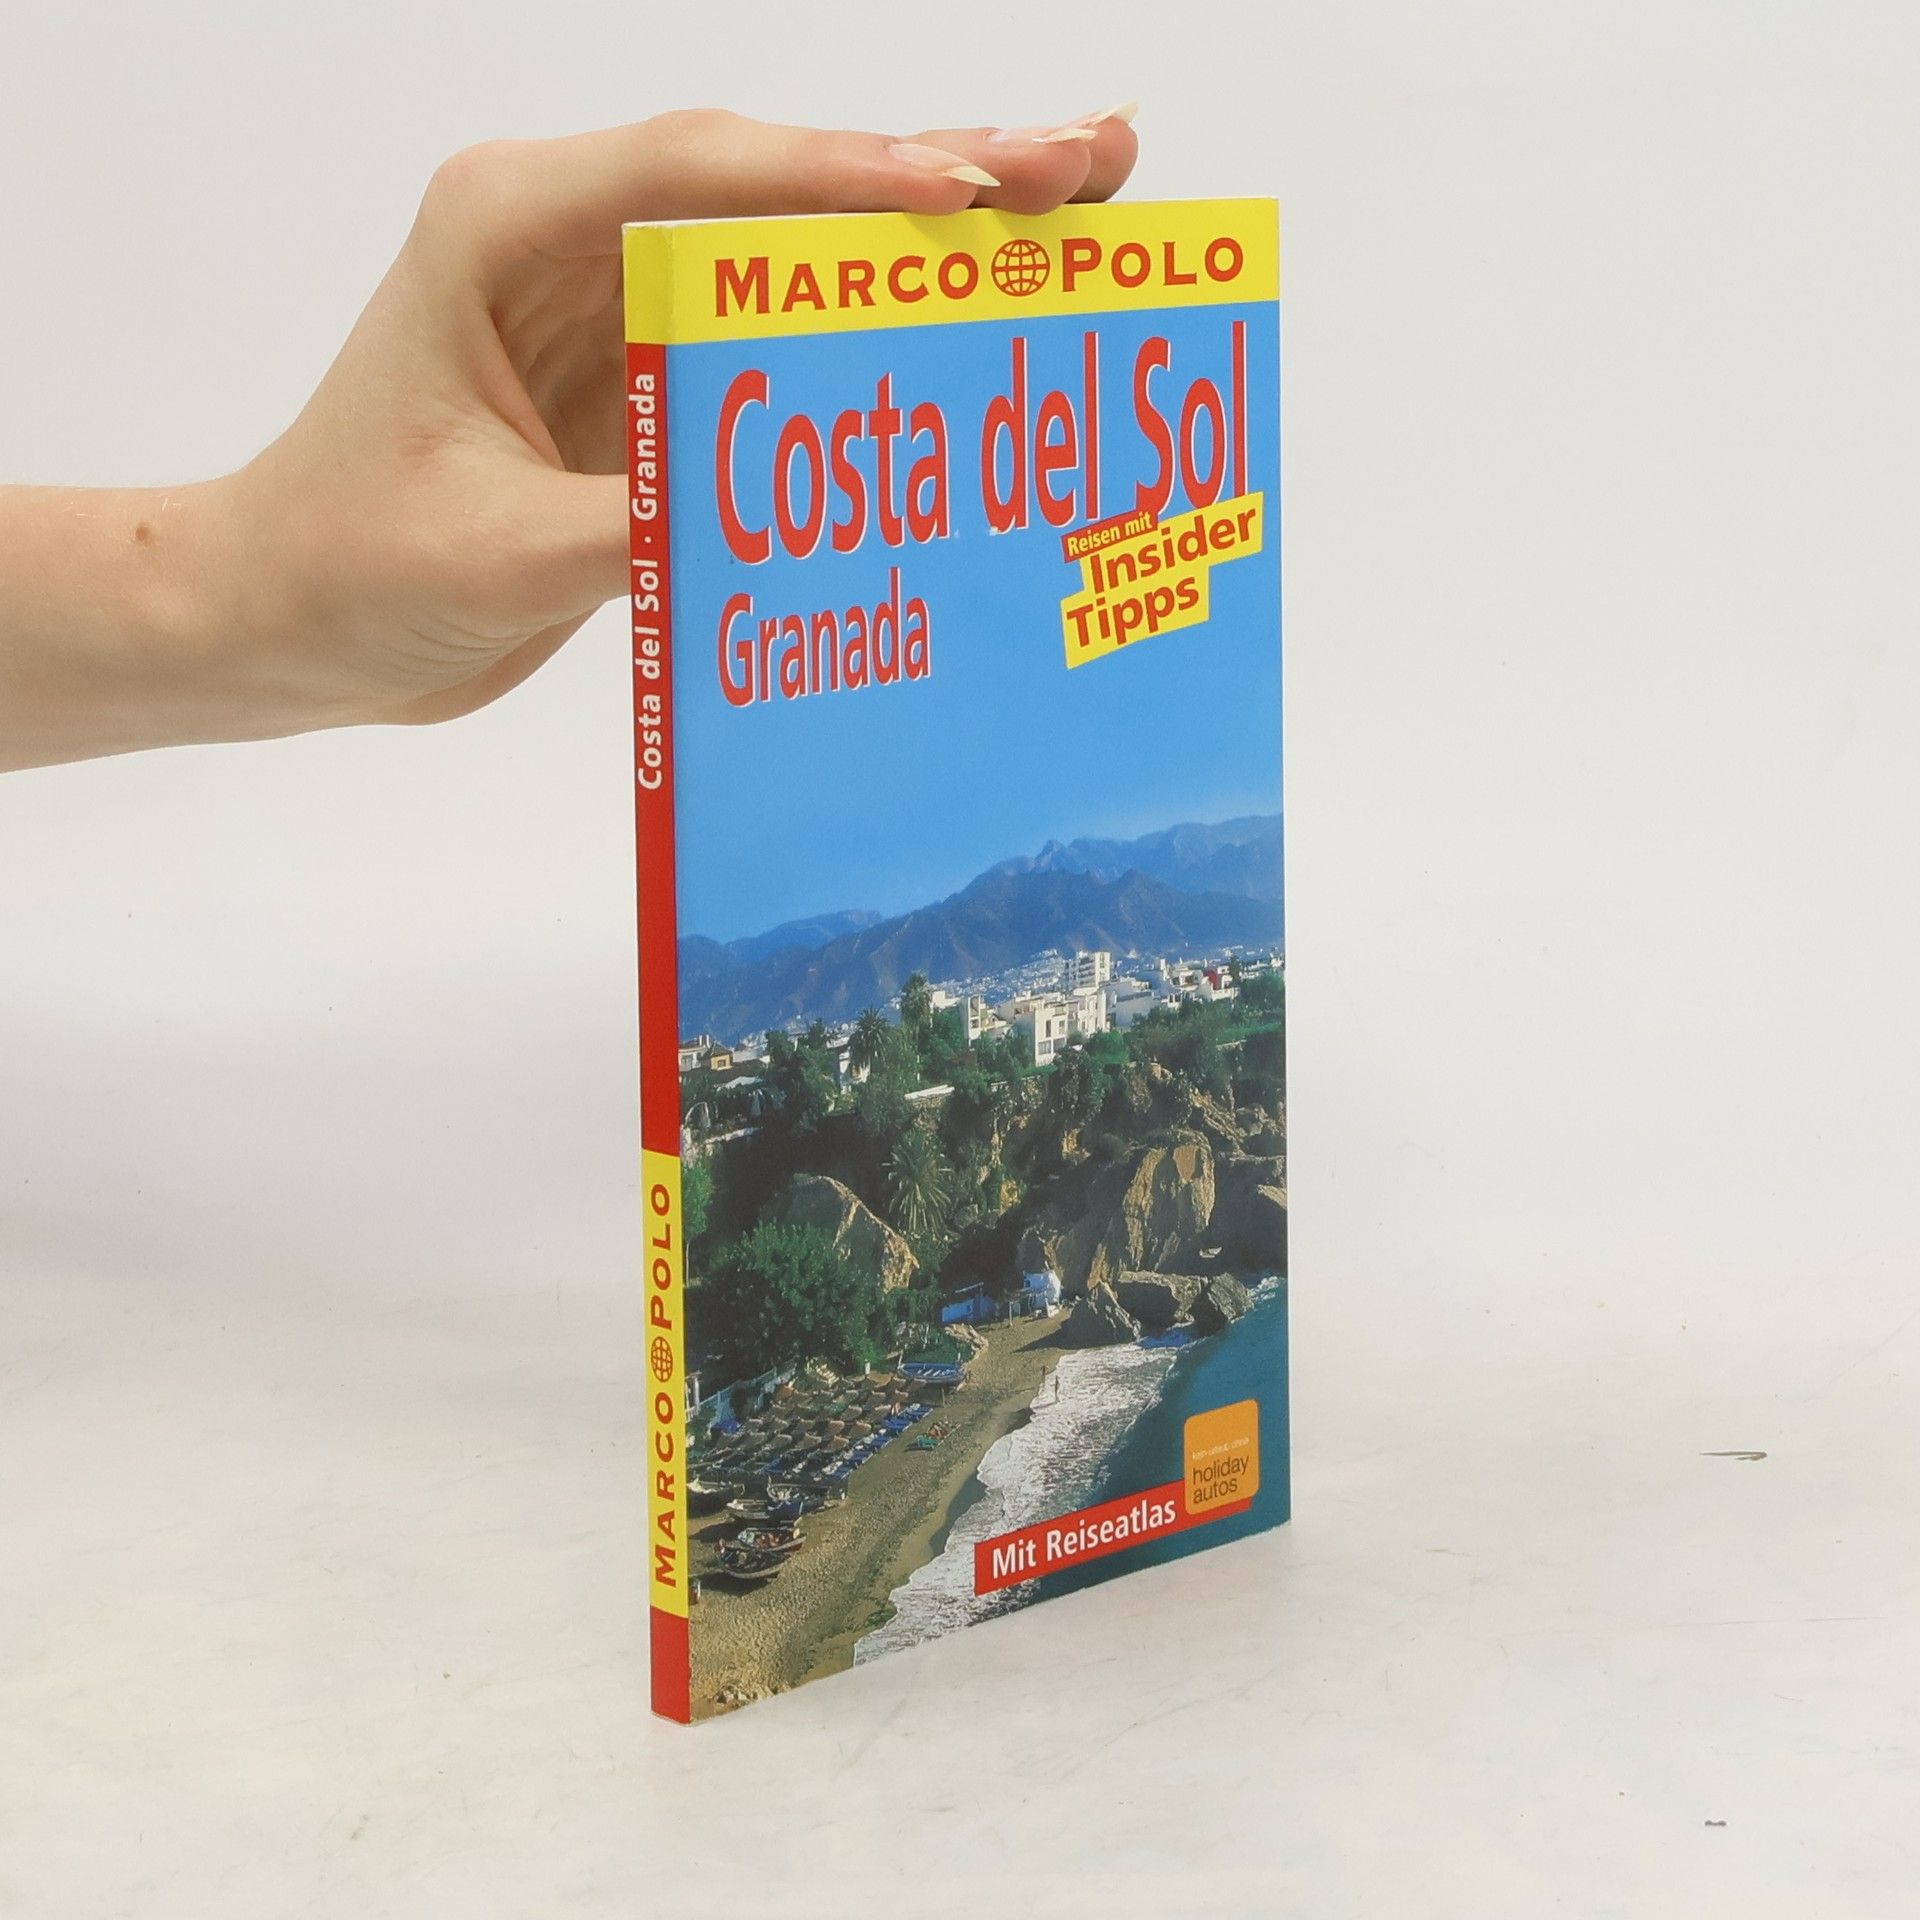 MARCO POLO
Costa del Sol
Granada
Reisen mit
Insider
Tipps
Mit Reiseatlas
holiday
autos
Costa del Sol · Granada
MARCO POLO